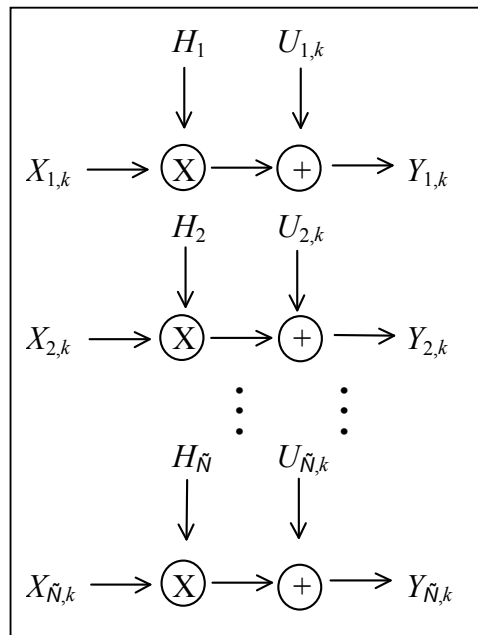 H1 U1,k
X1,k X + Y1,k
H2 U2,k
X2,k X + Y2,k
HÑ UÑ,k
XÑ,k X + YÑ,k